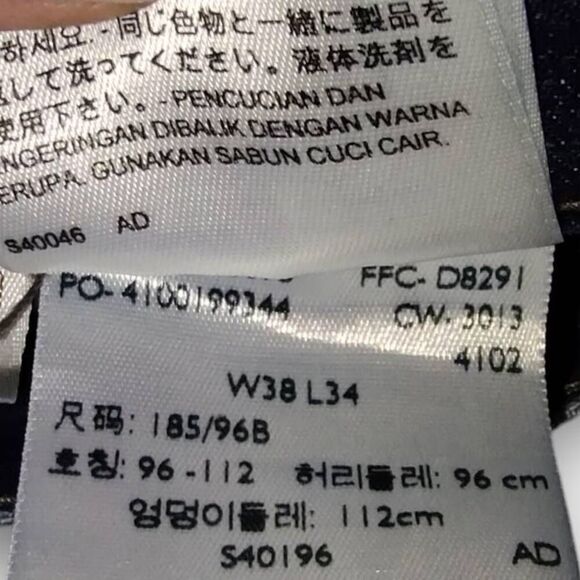 하세요. - 同じ色物と一緒に製品を
して洗ってください。液体洗剤を
使用下さい。- PENCUCIAN DAN
NGERINGAN DIBALIK DENGAN WARNA
ERUPA. GUNAKAN SABUN CUCI CAIR.
S40046 AD
PO- 4100199344
FFC- D8291
CW- 3013
4102
W38 L34
尺码: 185/96B
호칭: 96 -112 허리둘레: 96 cm
엉덩이둘레: 112cm
S40196 AD